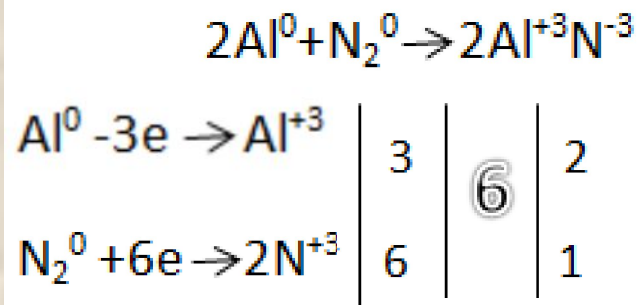 2Al⁰+N₂⁰→2Al⁺³N⁻³
Al⁰ -3e →Al⁺³ | 3 | 6 | 2
N₂⁰ +6e→2N⁺³ | 6 | | 1